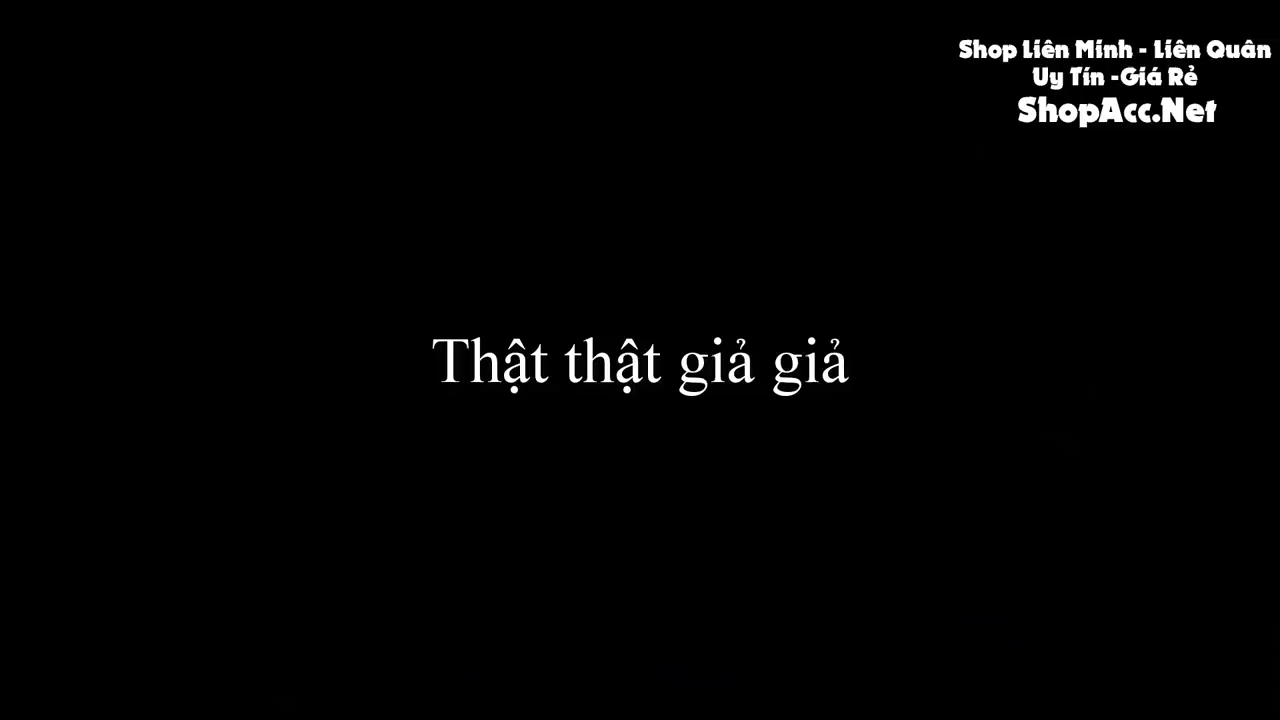 Shop Liên Minh - Liên Quân
Uy Tín -Giá Rẻ
ShopAcc.Net
Thật thật giả giả